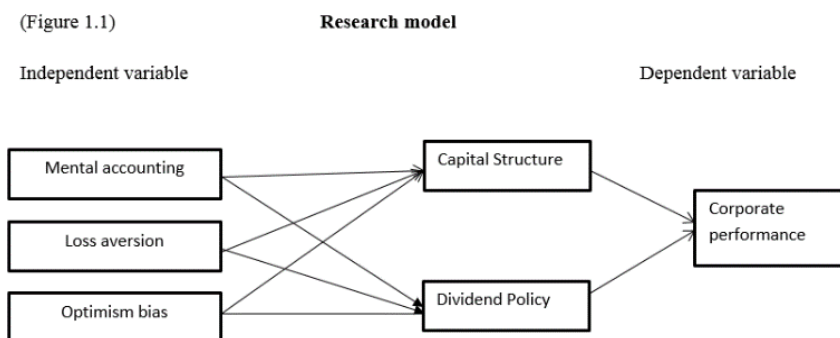 (Figure 1.1) Research model
Independent variable Dependent variable
Mental accounting
Capital Structure
Corporate
performance
Loss aversion
Dividend Policy
Optimism bias